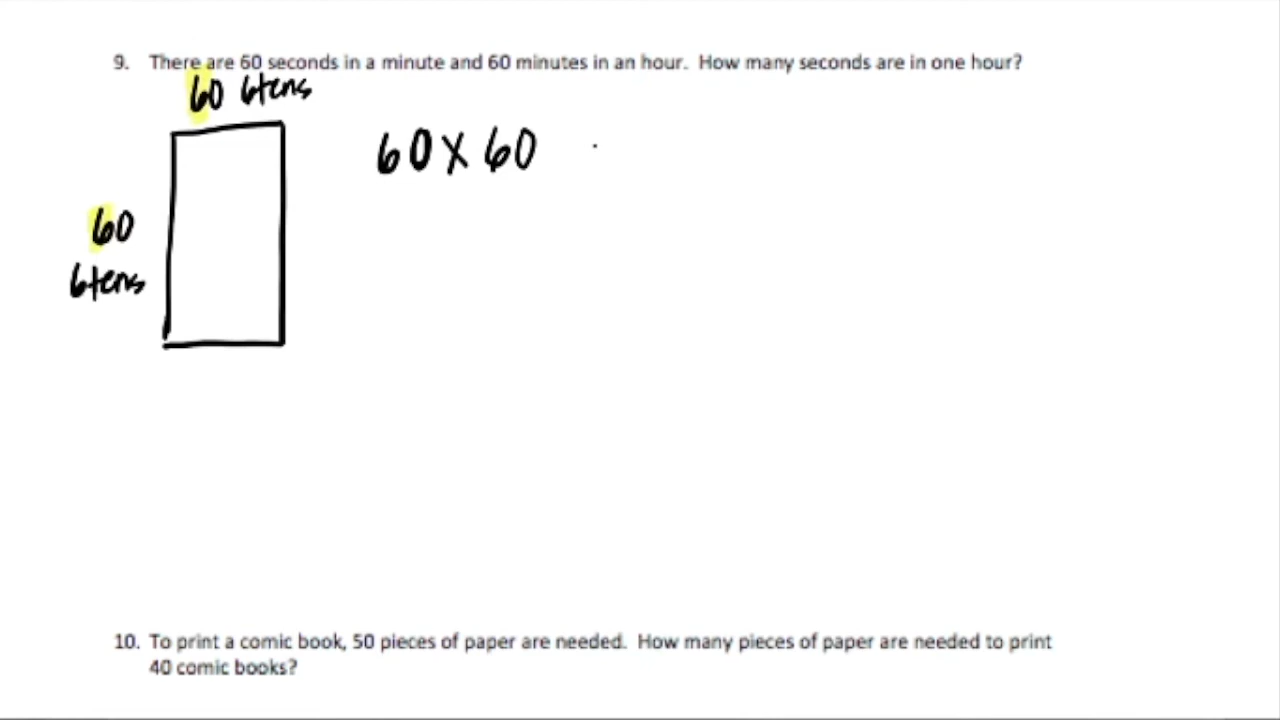 9. There are 60 seconds in a minute and 60 minutes in an hour. How many seconds are in one hour?
60 6tens
60 X 60
60
6tens
10. To print a comic book, 50 pieces of paper are needed. How many pieces of paper are needed to print
40 comic books?